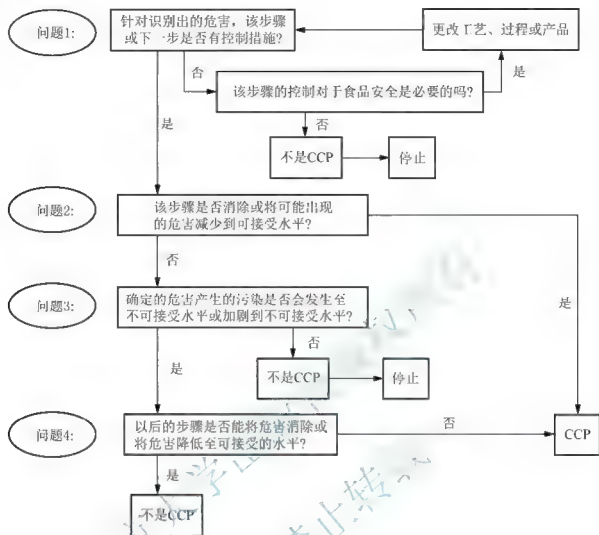 问题1:
针对识别出的危害，该步骤
或下一步是否有控制措施?
更改工艺、过程或产品
否
是
该步骤的控制对于食品安全是必要的吗?
是
否
不是CCP
停止
问题2:
该步骤是否消除或将可能出现
的危害减少到可接受水平?
否
是
问题3:
确定的危害产生的污染是否会发生至
不可接受水平或加剧到不可接受水平?
否
是
不是CCP
停止
问题4:
以后的步骤是否能将危害消除或
将危害降低至可接受的水平?
否
CCP
是
不是CCP